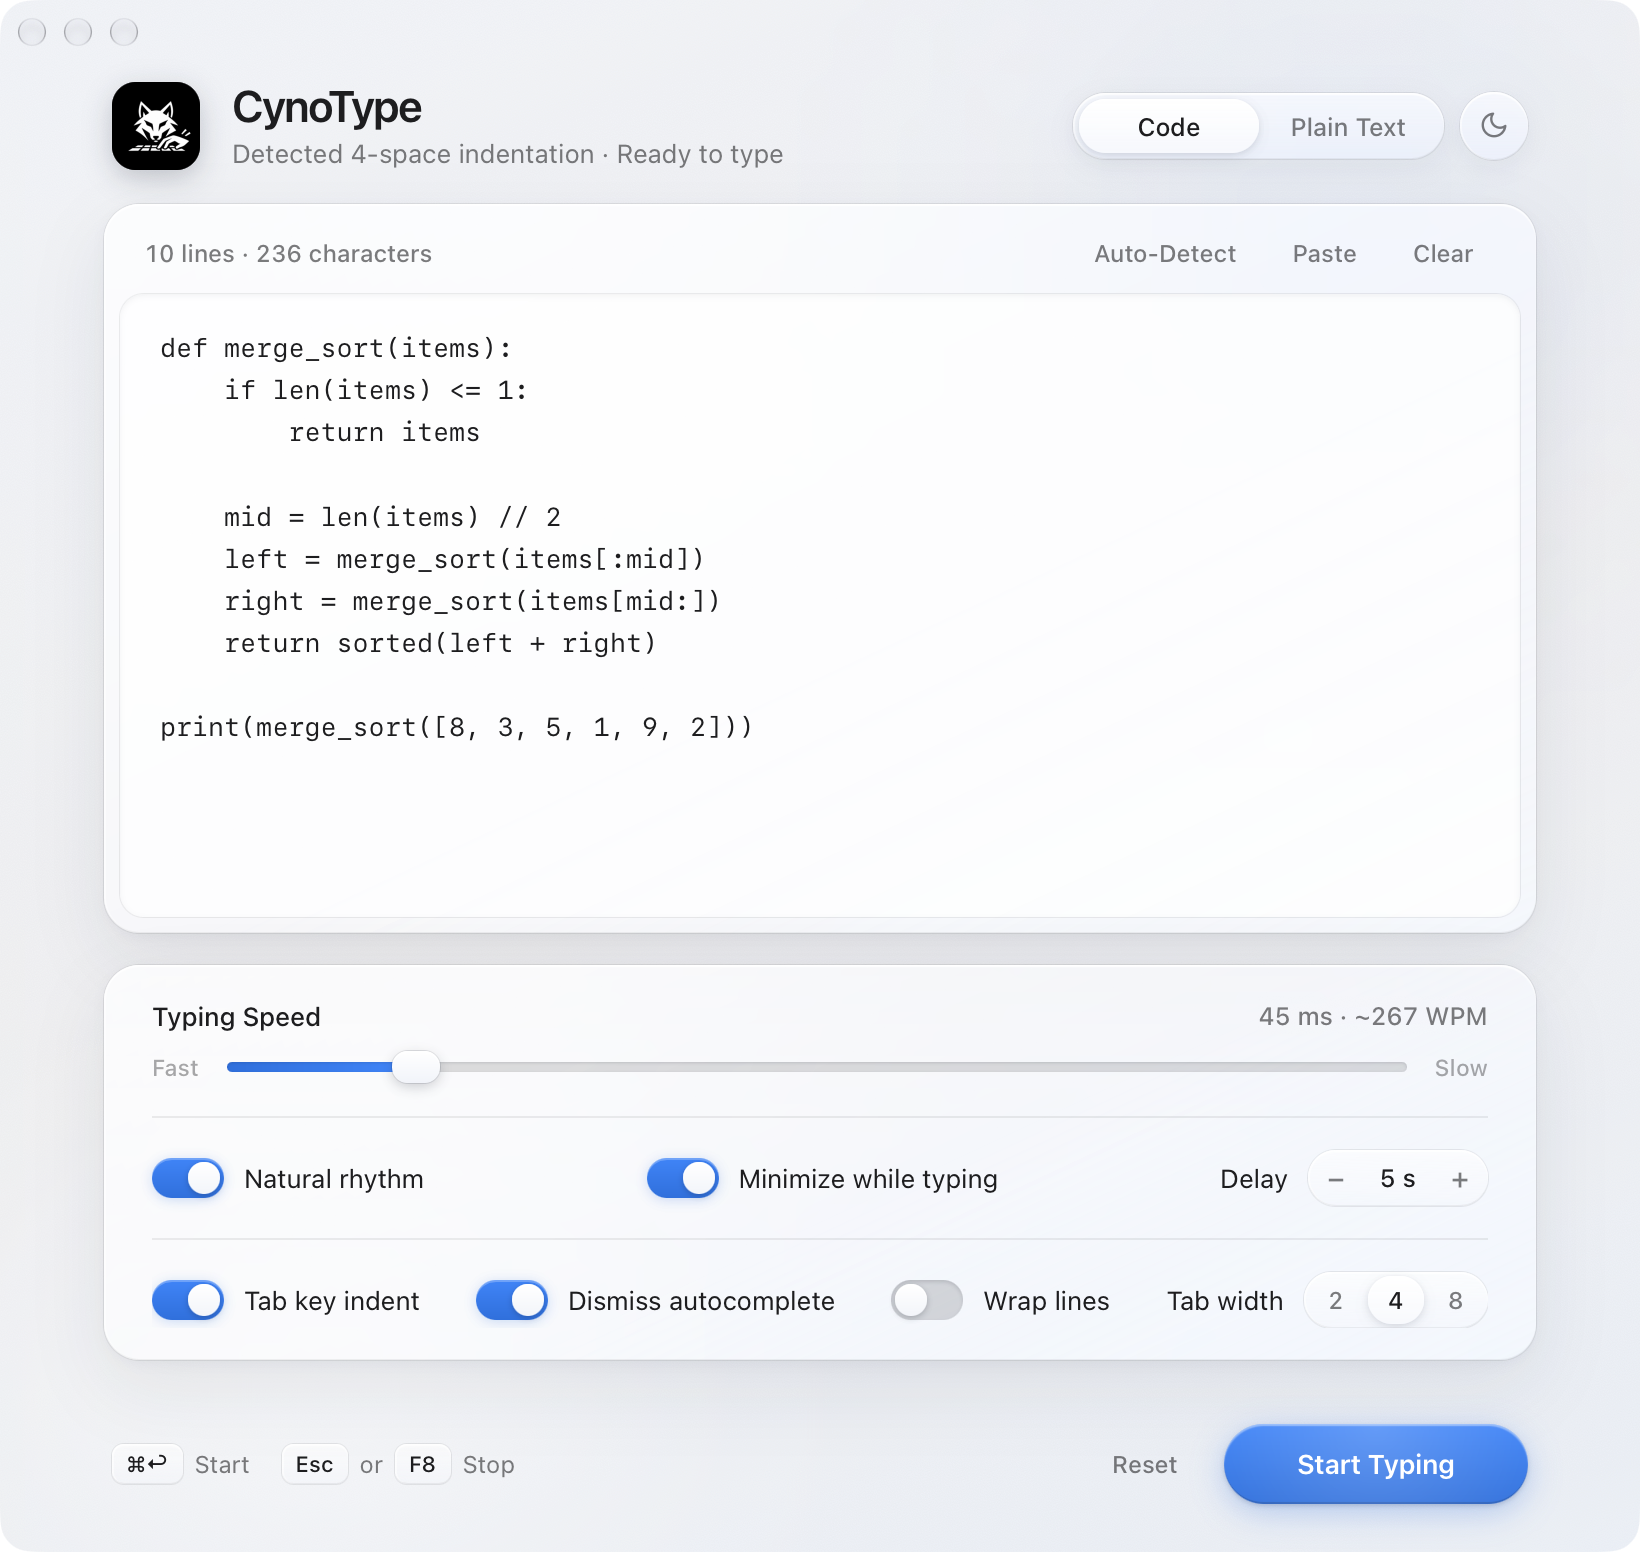 CynoType
Detected 4-space indentation · Ready to type
Code
Plain Text
10 lines · 236 characters
Auto-Detect
Paste
Clear
def merge_sort(items):
    if len(items) <= 1:
        return items

    mid = len(items) // 2
    left = merge_sort(items[:mid])
    right = merge_sort(items[mid:])
    return sorted(left + right)

print(merge_sort([8, 3, 5, 1, 9, 2]))
Typing Speed
45 ms · ~267 WPM
Fast
Slow
Natural rhythm
Minimize while typing
Delay
− 5 s +
Tab key indent
Dismiss autocomplete
Wrap lines
Tab width
2 4 8
⌘↩ Start
Esc or F8 Stop
Reset
Start Typing